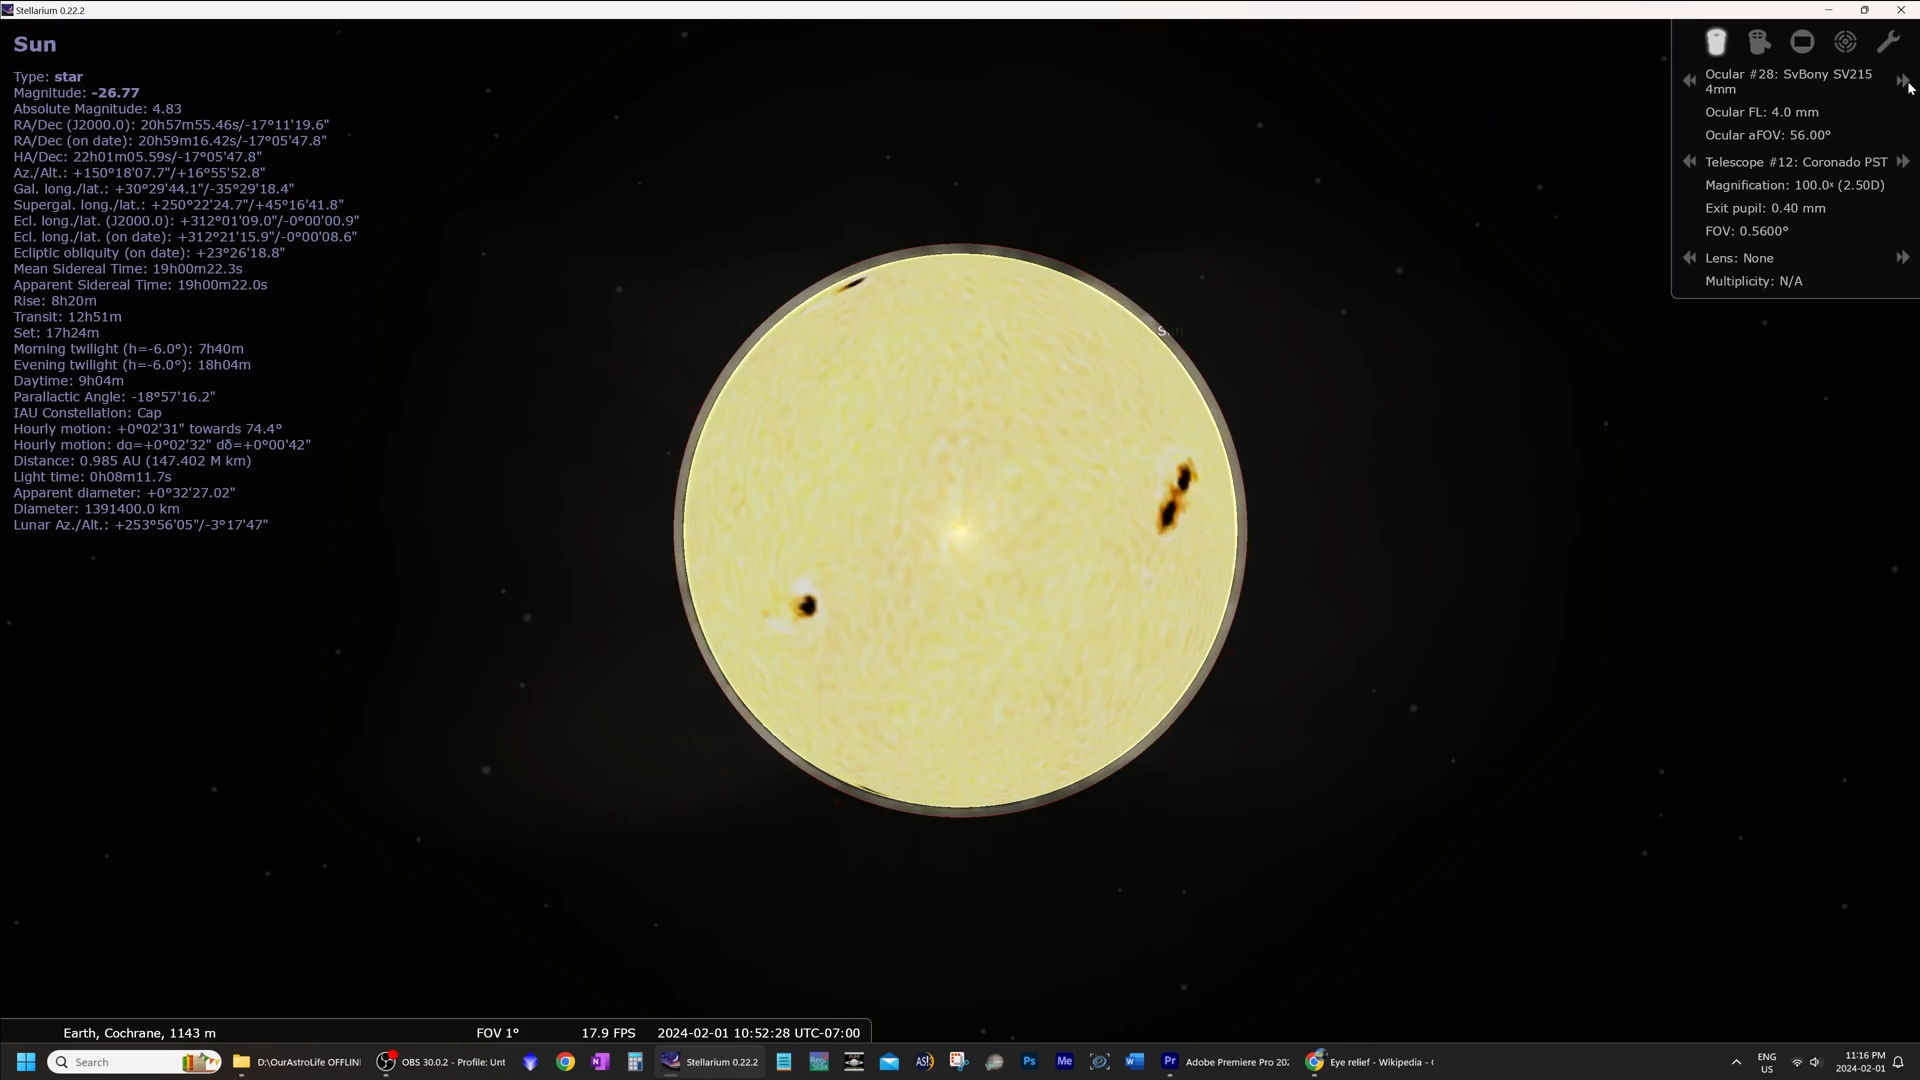 Stellarium 0.22.2
Sun
Type: star
Magnitude: -26.77
Absolute Magnitude: 4.83
RA/Dec (J2000.0): 20h57m55.46s/-17°11'19.6"
RA/Dec (on date): 20h59m16.42s/-17°05'47.8"
HA/Dec: 22h01m05.59s/-17°05'47.8"
Az./Alt.: +150°18'07.7"/+16°55'52.8"
Gal. long./lat.: +30°29'44.1"/-35°29'18.4"
Supergal. long./lat.: +250°22'24.7"/+45°16'41.8"
Ecl. long./lat. (J2000.0): +312°01'09.0"/-0°00'00.9"
Ecl. long./lat. (on date): +312°21'15.9"/-0°00'08.6"
Ecliptic obliquity (on date): +23°26'18.8"
Mean Sidereal Time: 19h00m22.3s
Apparent Sidereal Time: 19h00m22.0s
Rise: 8h20m
Transit: 12h51m
Set: 17h24m
Morning twilight (h=-6.0°): 7h40m
Evening twilight (h=-6.0°): 18h04m
Daytime: 9h04m
Parallactic Angle: -18°57'16.2"
IAU Constellation: Cap
Hourly motion: +0°02'31" towards 74.4°
Hourly motion: dα=+0°02'32" dδ=+0°00'42"
Distance: 0.985 AU (147.402 M km)
Light time: 0h08m11.7s
Apparent diameter: +0°32'27.02"
Diameter: 1391400.0 km
Lunar Az./Alt.: +253°56'05"/-3°17'47"
Ocular #28: SvBony SV215
4mm
Ocular FL: 4.0 mm
Ocular aFOV: 56.00°
Telescope #12: Coronado PST
Magnification: 100.0ˣ (2.50D)
Exit pupil: 0.40 mm
FOV: 0.5600°
Lens: None
Multiplicity: N/A
Sun
Earth, Cochrane, 1143 m FOV 1° 17.9 FPS 2024-02-01 10:52:28 UTC-07:00
Search D:\OurAstroLife OFFLINE OBS 30.0.2 - Profile: Unt Stellarium 0.22.2 AS! Ps Me Pr Adobe Premiere Pro 202 Eye relief - Wikipedia - ENG 11:16 PM
US 2024-02-01